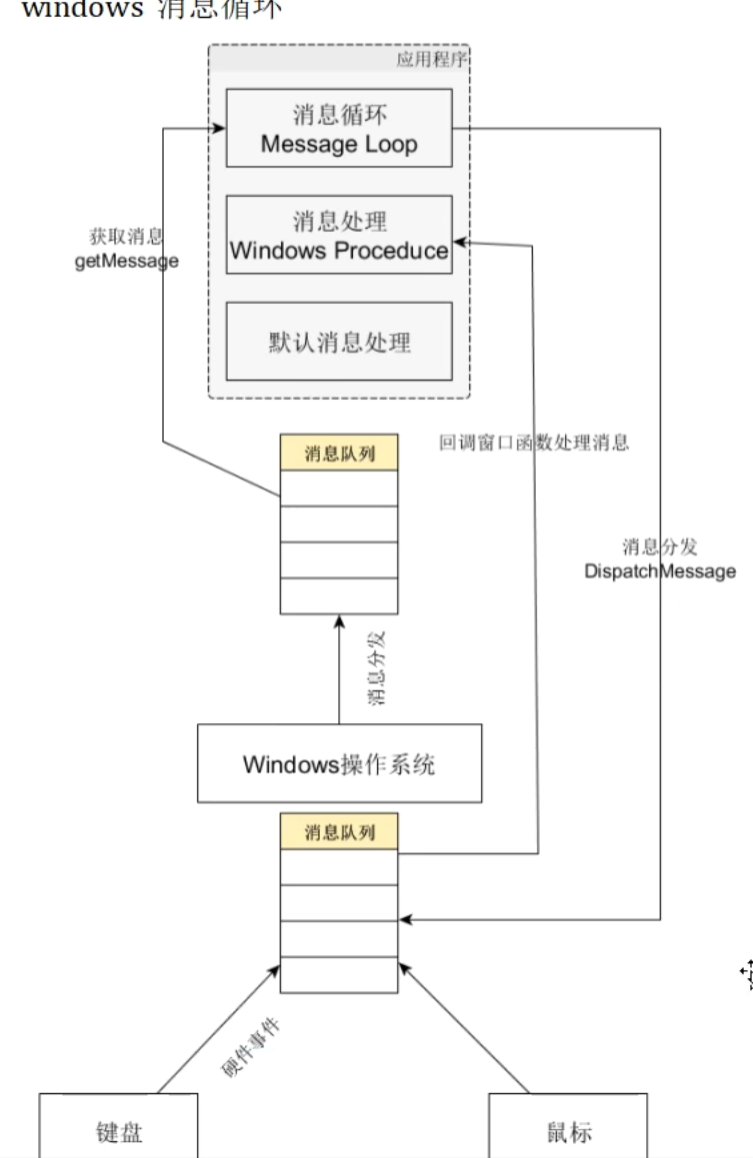 windows 消息循环
应用程序
消息循环
Message Loop
消息处理
Windows Proceduce
获取消息
getMessage
默认消息处理
消息队列
回调窗口函数处理消息
消息分发
DispatchMessage
消息分发
Windows操作系统
消息队列
硬件事件
键盘
鼠标